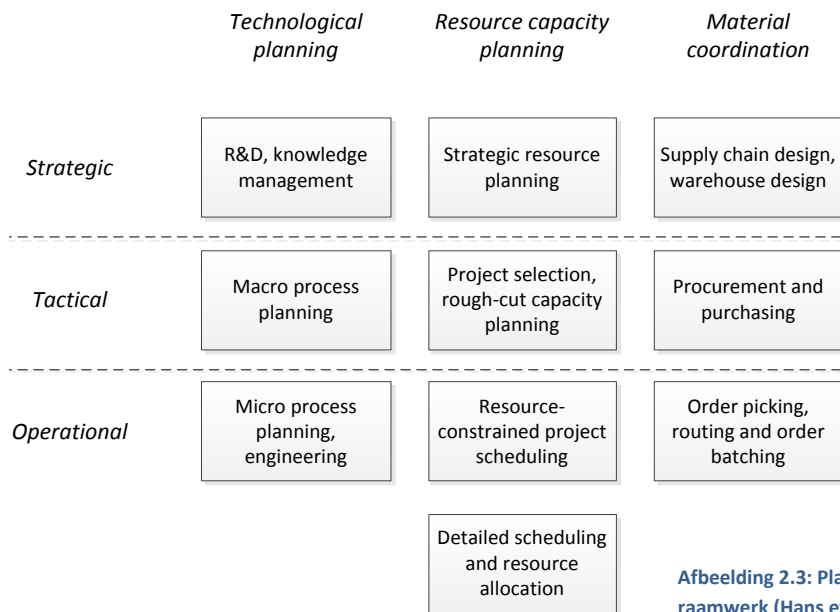 Technological
planning
Resource capacity
planning
Material
coordination
Strategic
R&D, knowledge
management
Strategic resource
planning
Supply chain design,
warehouse design
Tactical
Macro process
planning
Project selection,
rough-cut capacity
planning
Procurement and
purchasing
Operational
Micro process
planning,
engineering
Resource-
constrained project
scheduling
Order picking,
routing and order
batching
Detailed scheduling
and resource
allocation
Afbeelding 2.3:
raamwerk (Hans